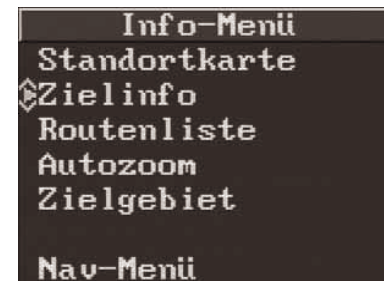 Info-Menü
Standortkarte
Zielinfo
Routenliste
Autozoom
Zielgebiet
Nav-Menü